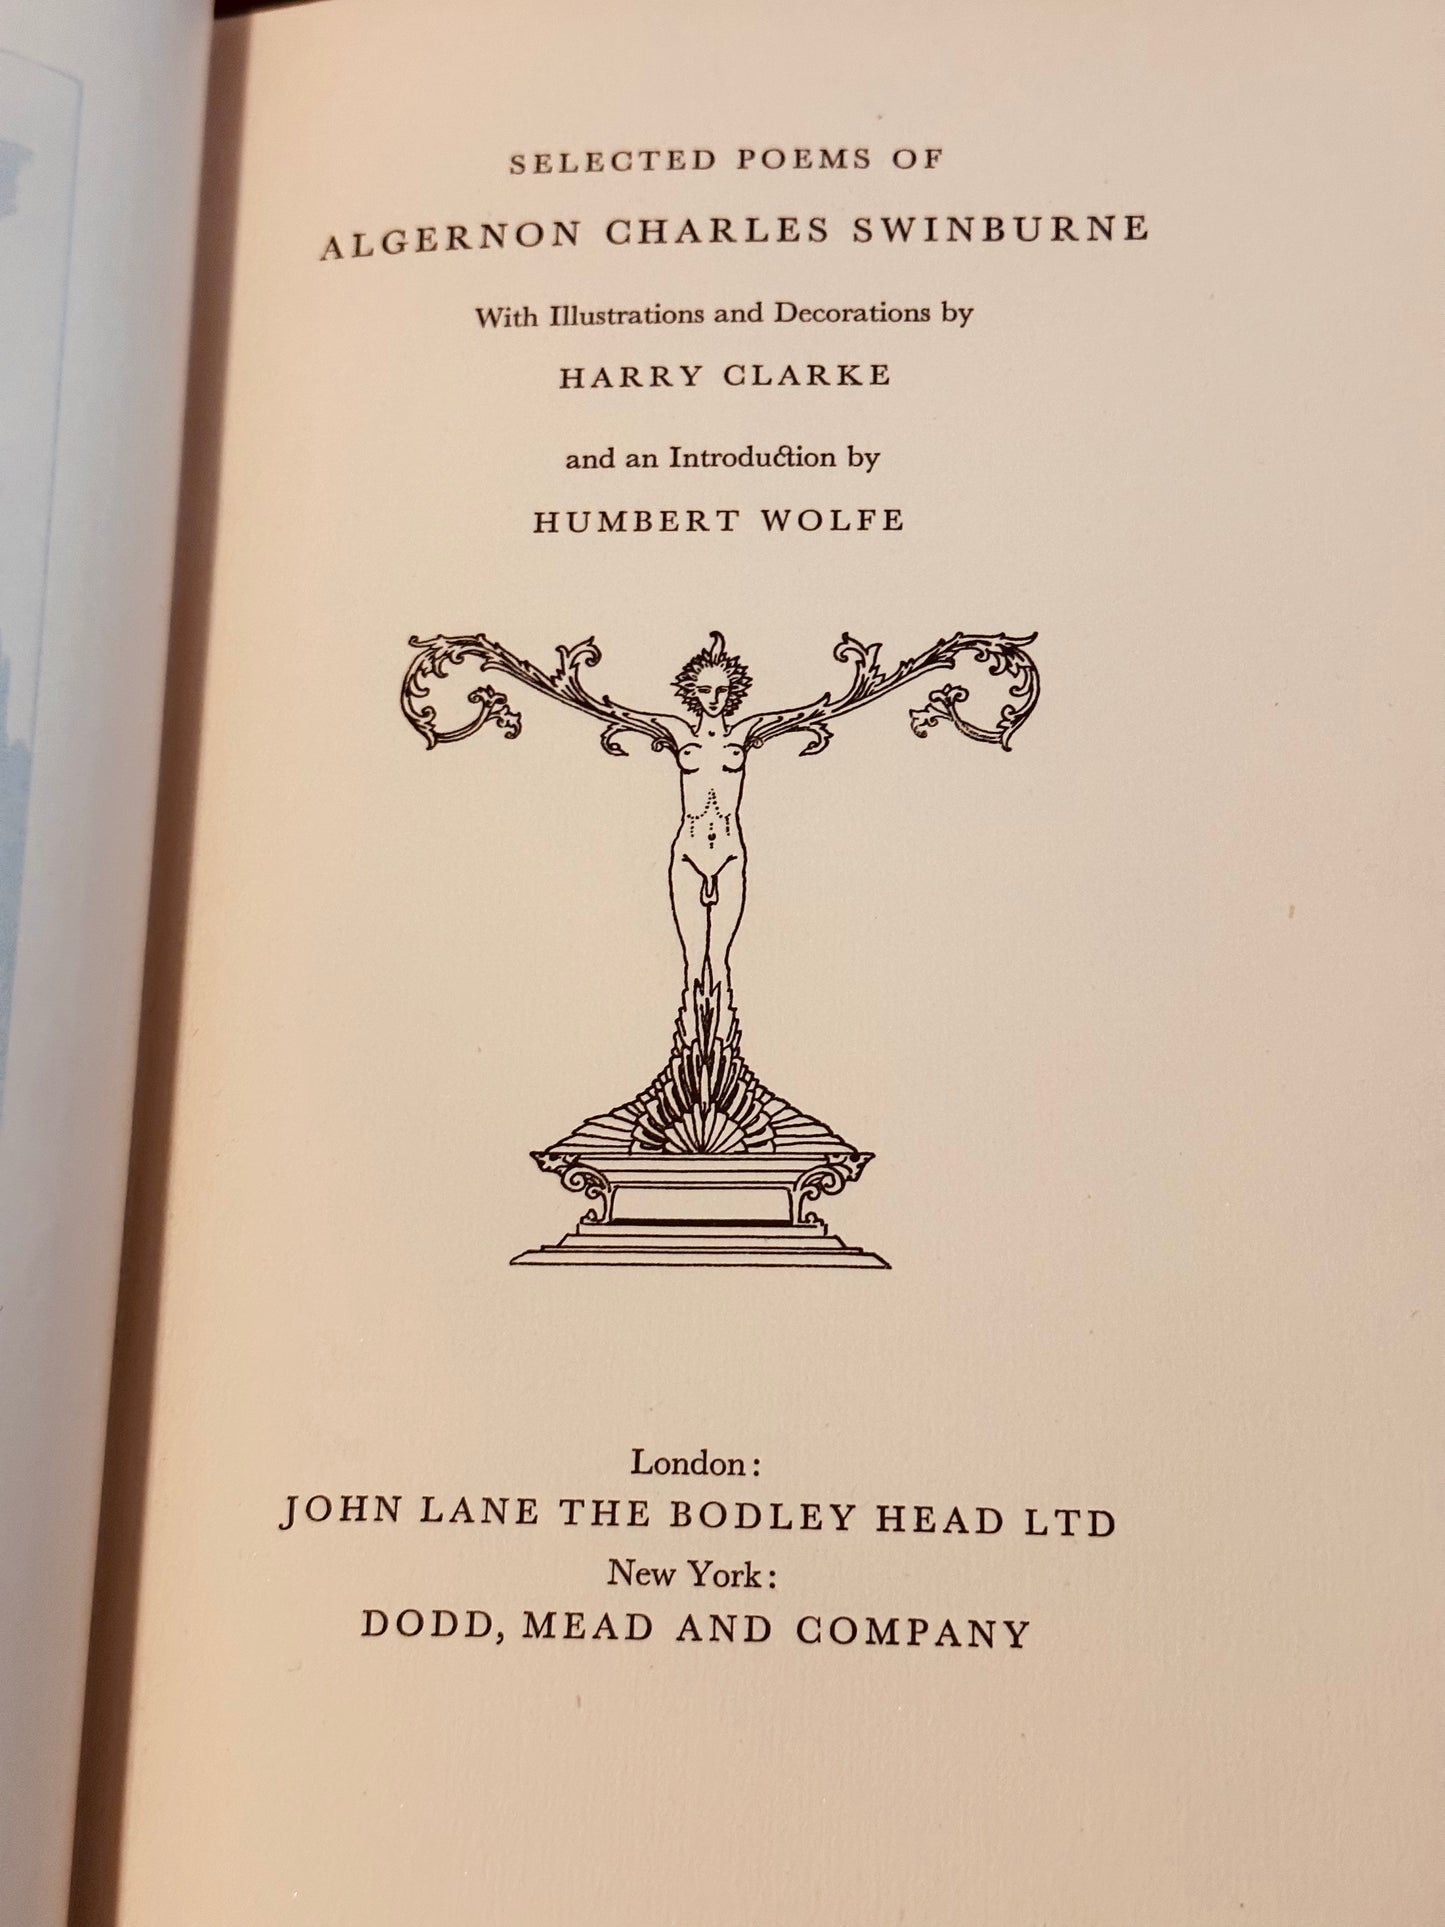 SELECTED POEMS OF
ALGERNON CHARLES SWINBURNE
With Illustrations and Decorations by
HARRY CLARKE
and an Introduction by
HUMBERT WOLFE
London:
JOHN LANE THE BODLEY HEAD LTD
New York:
DODD, MEAD AND COMPANY